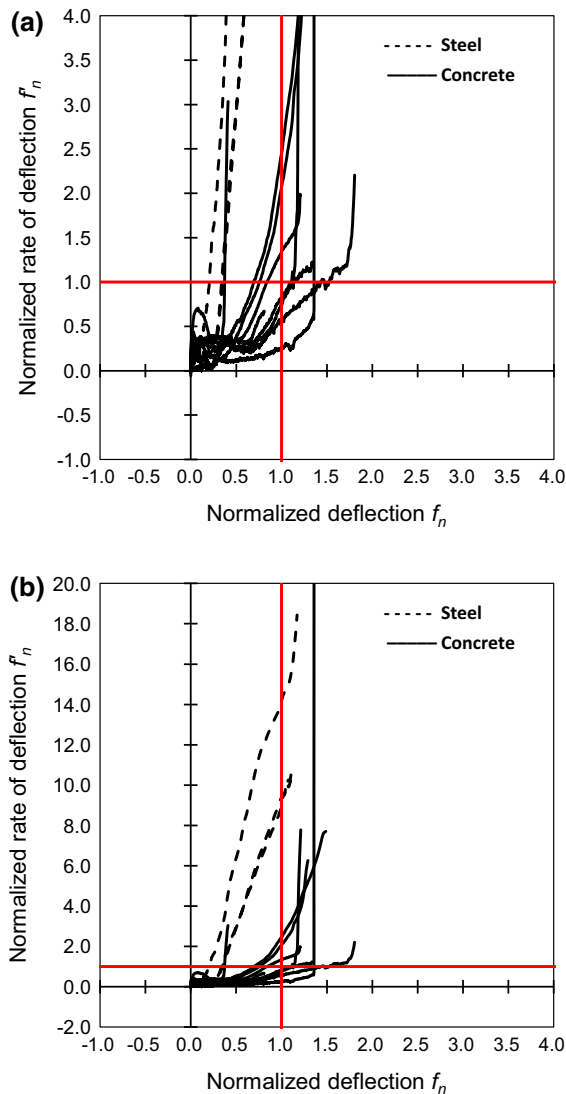 (a)
4.0
3.5
3.0
2.5
2.0
1.5
1.0
0.5
0.0
-0.5
-1.0
Normalized rate of deflection f'n
Steel
Concrete
-1.0 -0.5 0.0 0.5 1.0 1.5 2.0 2.5 3.0 3.5 4.0
Normalized deflection fn
(b)
20.0
18.0
16.0
14.0
12.0
10.0
8.0
6.0
4.0
2.0
0.0
-2.0
Normalized rate of deflection f'n
Steel
Concrete
-1.0 -0.5 0.0 0.5 1.0 1.5 2.0 2.5 3.0 3.5 4.0
Normalized deflection fn